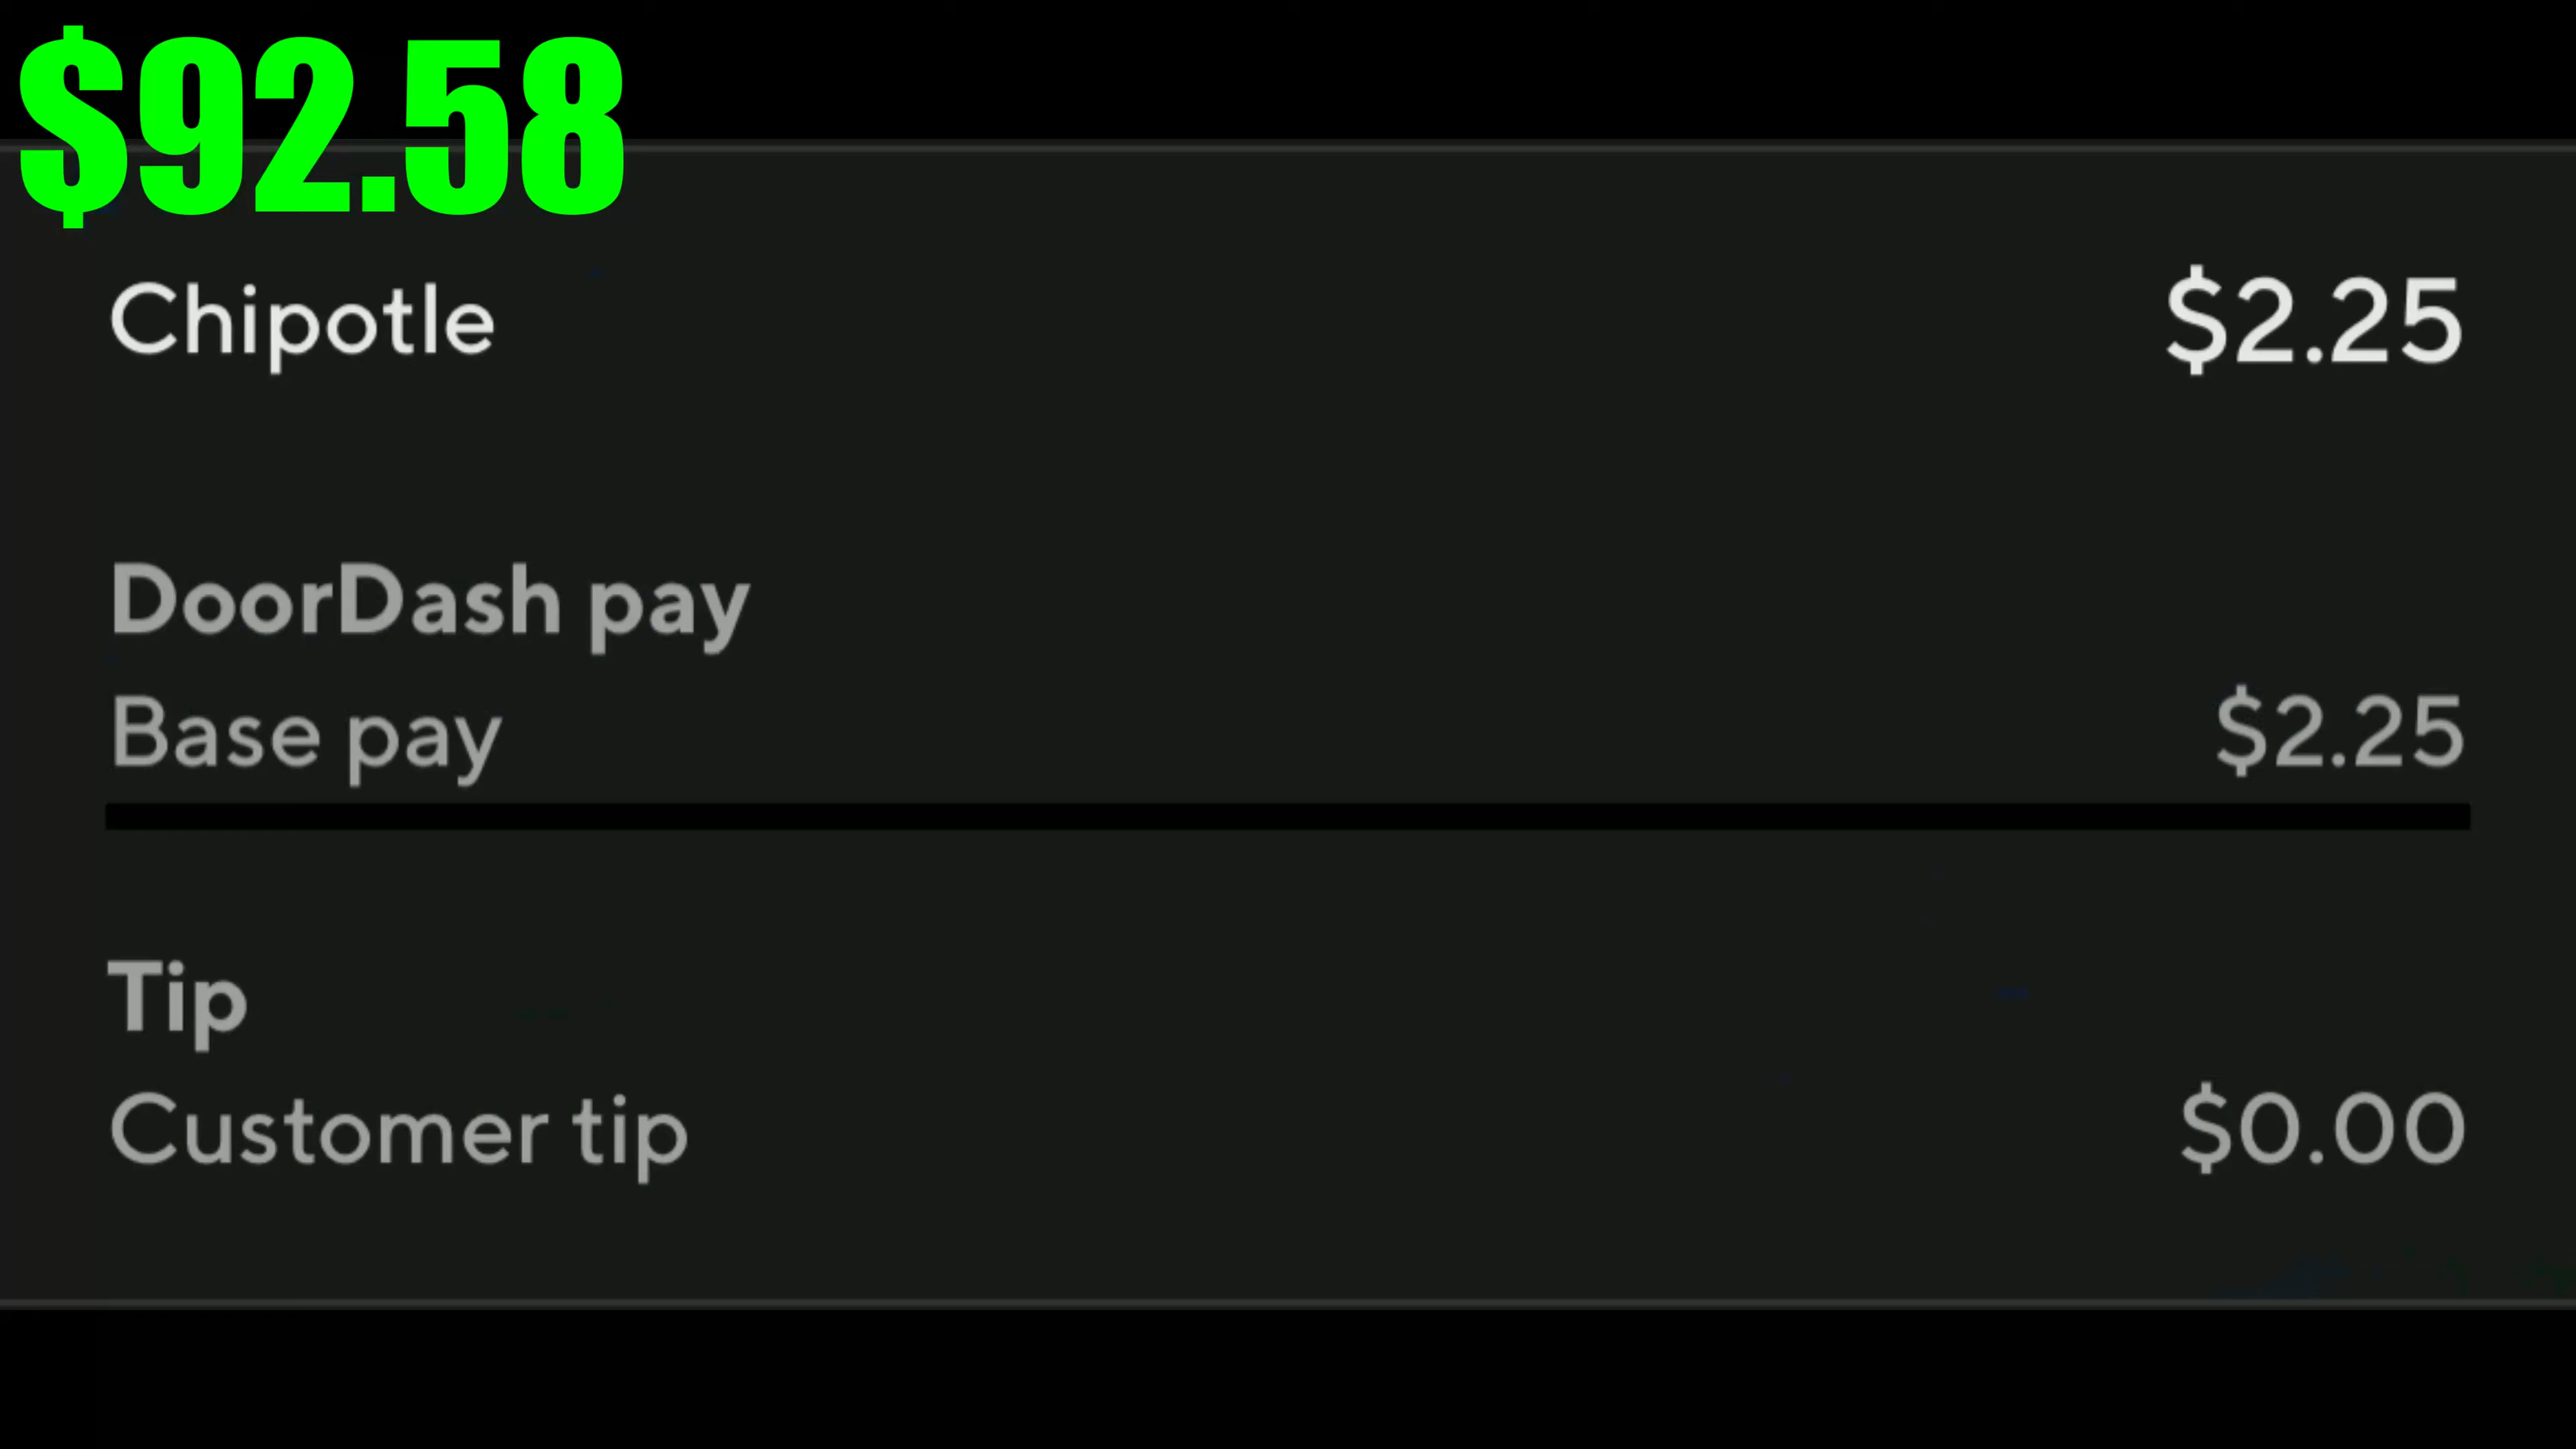 $92.58
Chipotle $2.25
DoorDash pay
Base pay $2.25
Tip
Customer tip $0.00